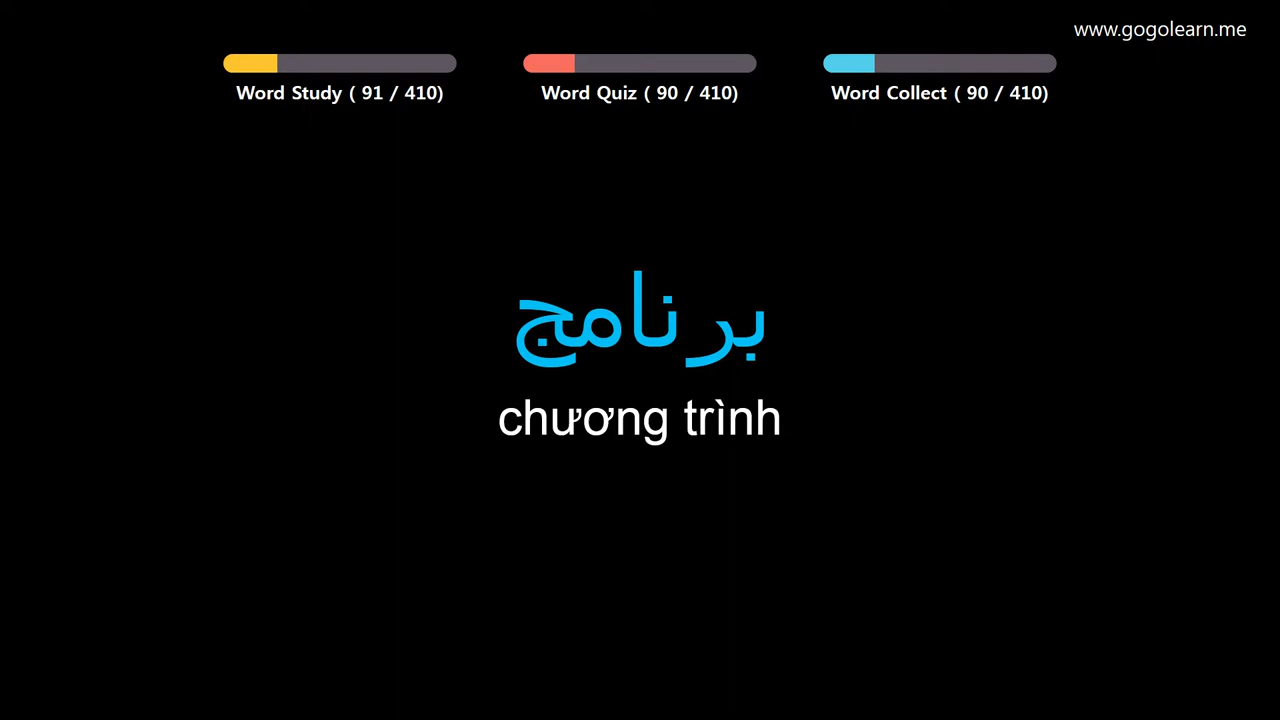 www.gogolearn.me
Word Study ( 91 / 410)
Word Quiz ( 90 / 410)
Word Collect ( 90 / 410)
برنامج
chương trình